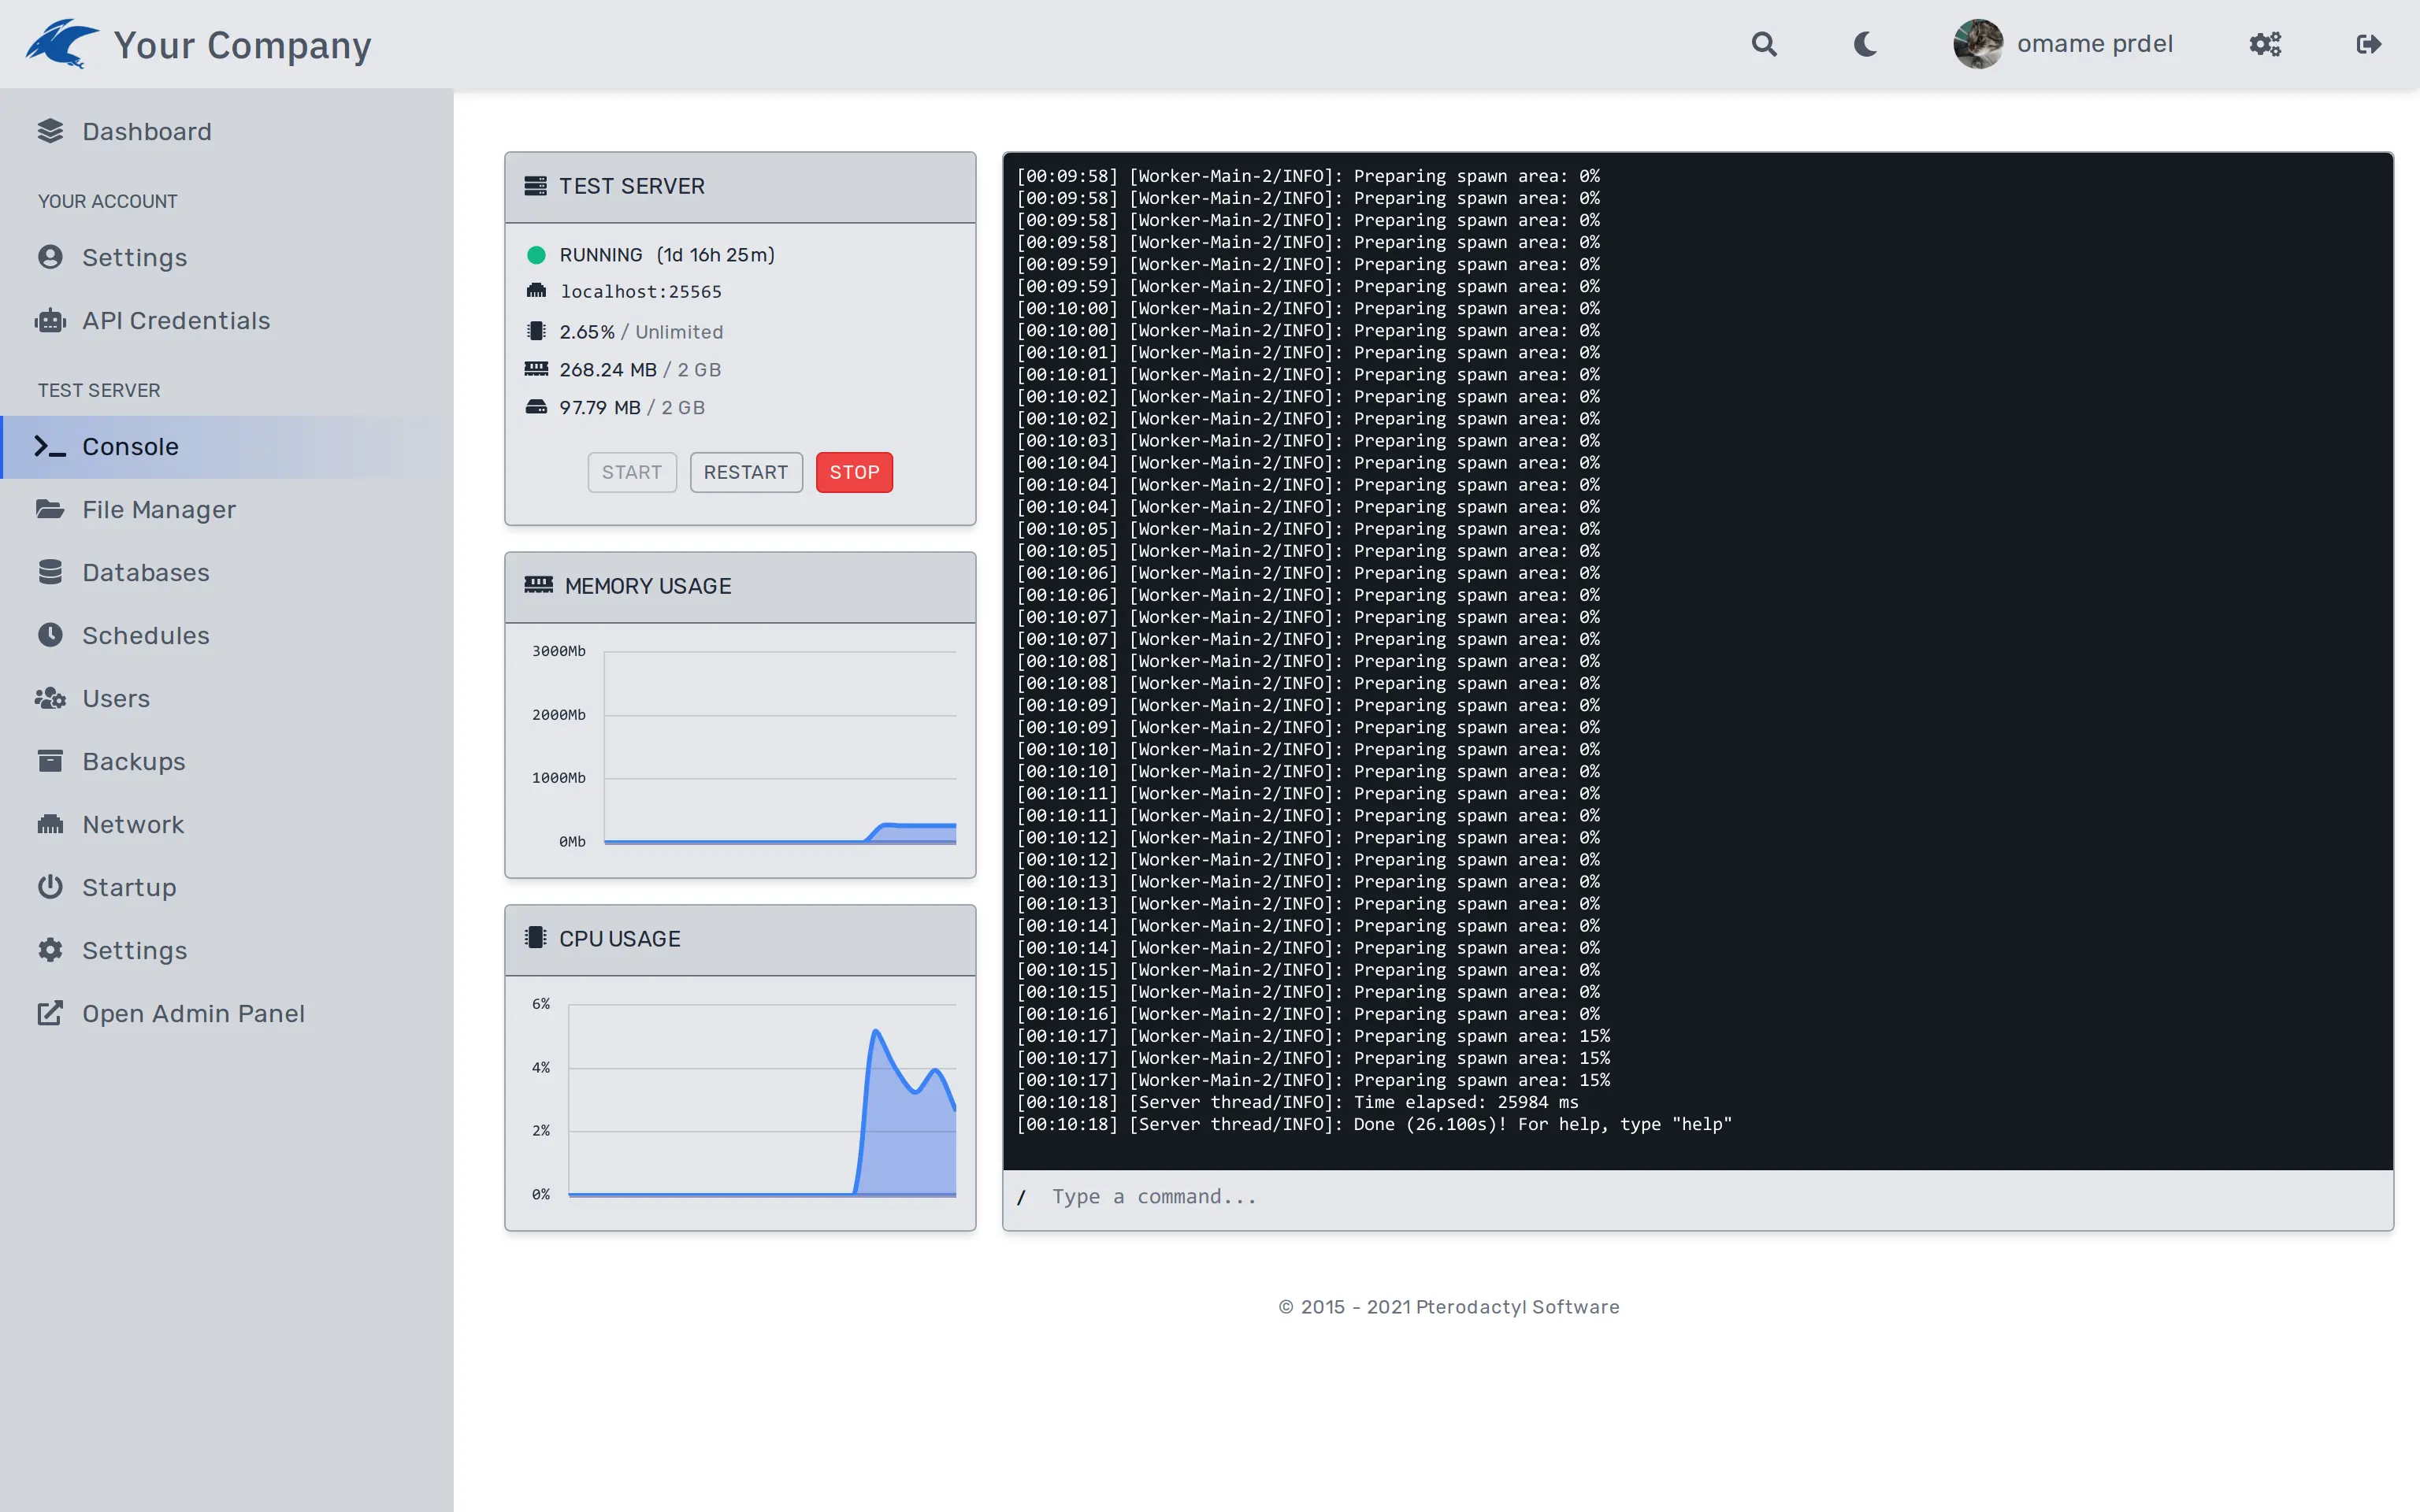 Your Company
omame prdel
Dashboard
YOUR ACCOUNT
Settings
API Credentials
TEST SERVER
Console
File Manager
Databases
Schedules
Users
Backups
Network
Startup
Settings
Open Admin Panel
TEST SERVER
RUNNING (1d 16h 25m)
localhost:25565
2.65% / Unlimited
268.24 MB / 2 GB
97.79 MB / 2 GB
START RESTART STOP
MEMORY USAGE
3000Mb
2000Mb
1000Mb
0Mb
CPU USAGE
6%
4%
2%
0%
[00:09:58] [Worker-Main-2/INFO]: Preparing spawn area: 0%
[00:09:58] [Worker-Main-2/INFO]: Preparing spawn area: 0%
[00:09:58] [Worker-Main-2/INFO]: Preparing spawn area: 0%
[00:09:58] [Worker-Main-2/INFO]: Preparing spawn area: 0%
[00:09:59] [Worker-Main-2/INFO]: Preparing spawn area: 0%
[00:09:59] [Worker-Main-2/INFO]: Preparing spawn area: 0%
[00:10:00] [Worker-Main-2/INFO]: Preparing spawn area: 0%
[00:10:00] [Worker-Main-2/INFO]: Preparing spawn area: 0%
[00:10:01] [Worker-Main-2/INFO]: Preparing spawn area: 0%
[00:10:01] [Worker-Main-2/INFO]: Preparing spawn area: 0%
[00:10:02] [Worker-Main-2/INFO]: Preparing spawn area: 0%
[00:10:02] [Worker-Main-2/INFO]: Preparing spawn area: 0%
[00:10:03] [Worker-Main-2/INFO]: Preparing spawn area: 0%
[00:10:04] [Worker-Main-2/INFO]: Preparing spawn area: 0%
[00:10:04] [Worker-Main-2/INFO]: Preparing spawn area: 0%
[00:10:04] [Worker-Main-2/INFO]: Preparing spawn area: 0%
[00:10:05] [Worker-Main-2/INFO]: Preparing spawn area: 0%
[00:10:05] [Worker-Main-2/INFO]: Preparing spawn area: 0%
[00:10:06] [Worker-Main-2/INFO]: Preparing spawn area: 0%
[00:10:06] [Worker-Main-2/INFO]: Preparing spawn area: 0%
[00:10:07] [Worker-Main-2/INFO]: Preparing spawn area: 0%
[00:10:07] [Worker-Main-2/INFO]: Preparing spawn area: 0%
[00:10:08] [Worker-Main-2/INFO]: Preparing spawn area: 0%
[00:10:08] [Worker-Main-2/INFO]: Preparing spawn area: 0%
[00:10:09] [Worker-Main-2/INFO]: Preparing spawn area: 0%
[00:10:09] [Worker-Main-2/INFO]: Preparing spawn area: 0%
[00:10:10] [Worker-Main-2/INFO]: Preparing spawn area: 0%
[00:10:10] [Worker-Main-2/INFO]: Preparing spawn area: 0%
[00:10:11] [Worker-Main-2/INFO]: Preparing spawn area: 0%
[00:10:11] [Worker-Main-2/INFO]: Preparing spawn area: 0%
[00:10:12] [Worker-Main-2/INFO]: Preparing spawn area: 0%
[00:10:12] [Worker-Main-2/INFO]: Preparing spawn area: 0%
[00:10:13] [Worker-Main-2/INFO]: Preparing spawn area: 0%
[00:10:13] [Worker-Main-2/INFO]: Preparing spawn area: 0%
[00:10:14] [Worker-Main-2/INFO]: Preparing spawn area: 0%
[00:10:14] [Worker-Main-2/INFO]: Preparing spawn area: 0%
[00:10:15] [Worker-Main-2/INFO]: Preparing spawn area: 0%
[00:10:15] [Worker-Main-2/INFO]: Preparing spawn area: 0%
[00:10:16] [Worker-Main-2/INFO]: Preparing spawn area: 0%
[00:10:17] [Worker-Main-2/INFO]: Preparing spawn area: 15%
[00:10:17] [Worker-Main-2/INFO]: Preparing spawn area: 15%
[00:10:17] [Worker-Main-2/INFO]: Preparing spawn area: 15%
[00:10:18] [Server thread/INFO]: Time elapsed: 25984 ms
[00:10:18] [Server thread/INFO]: Done (26.100s)! For help, type "help"
/ Type a command...
© 2015 - 2021 Pterodactyl Software